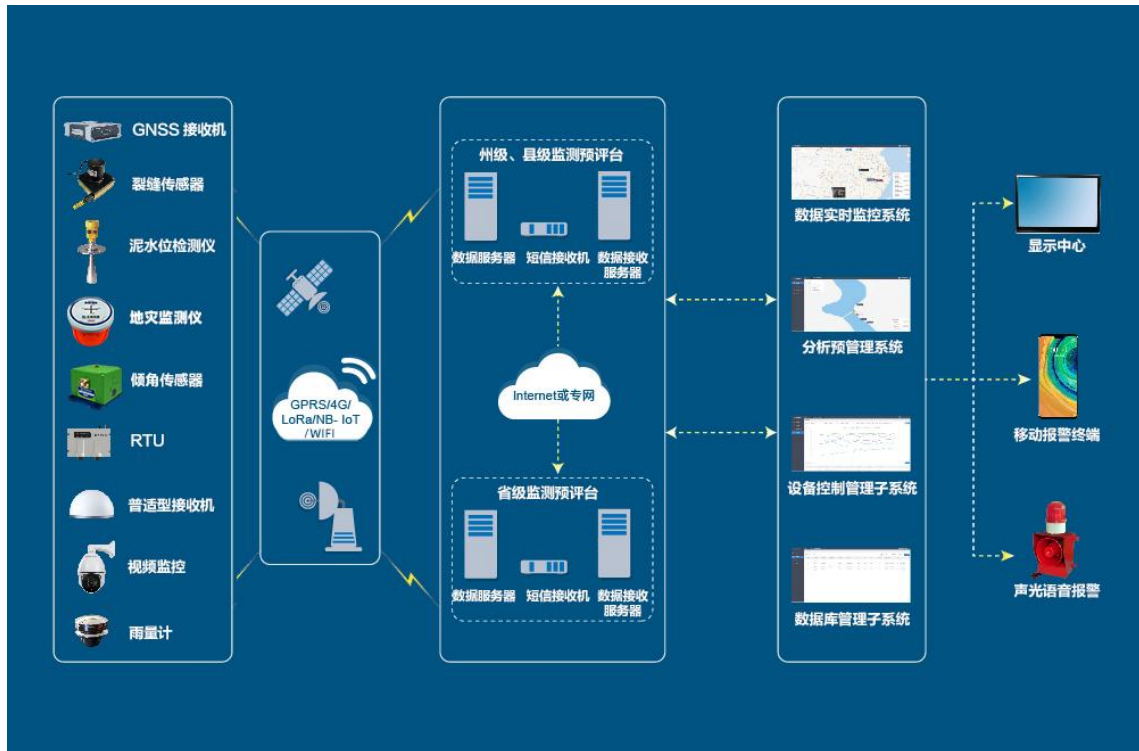 GNSS 接收机
裂缝传感器
泥水位检测仪
地灾监测仪
倾角传感器
RTU
普适型接收机
视频监控
雨量计
GPRS/4G/
LoRa/NB- IoT
/WIFI
州级、县级监测预评台
数据服务器 短信接收机 数据接收
服务器
Internet或专网
省级监测预评台
数据服务器 短信接收机 数据接收
服务器
数据实时监控系统
分析预管理系统
设备控制管理子系统
数据库管理子系统
显示中心
移动报警终端
声光语音报警